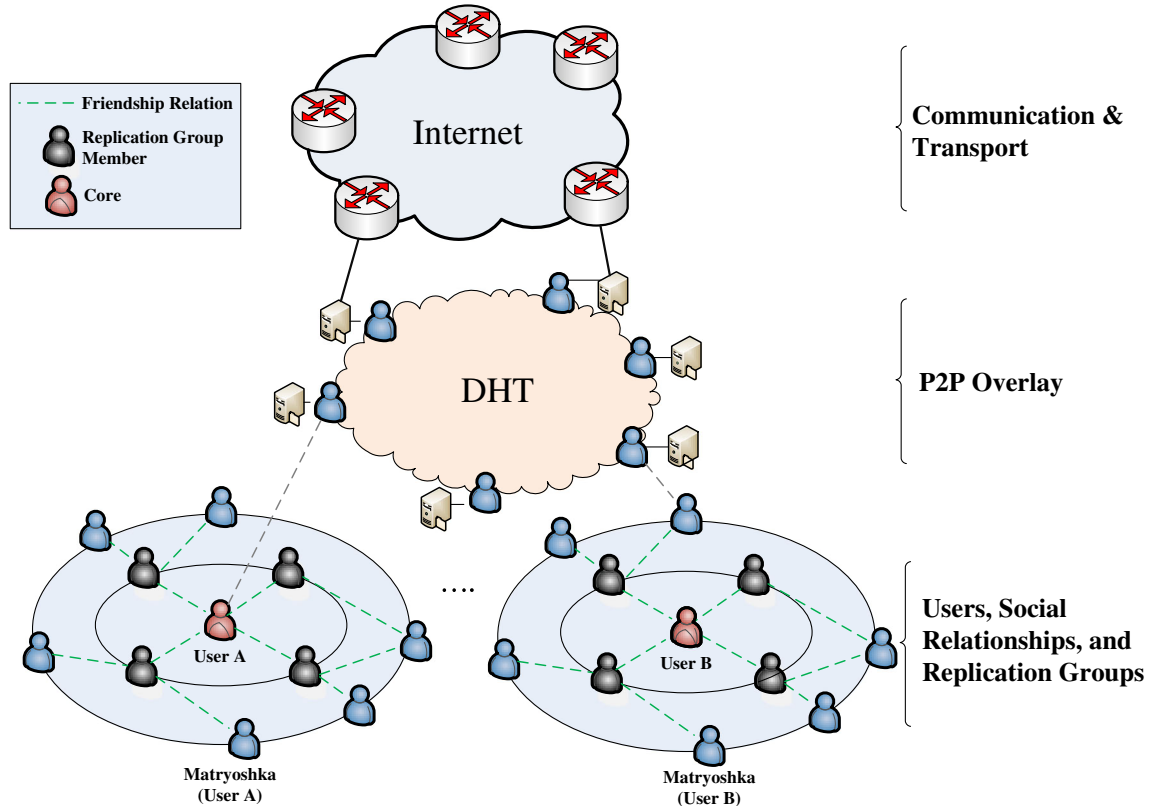 Friendship Relation
Replication Group
Member
Core
Internet
Communication &
Transport
DHT
P2P Overlay
User A
....
User B
Users, Social
Relationships, and
Replication Groups
Matryoshka
(User A)
Matryoshka
(User B)